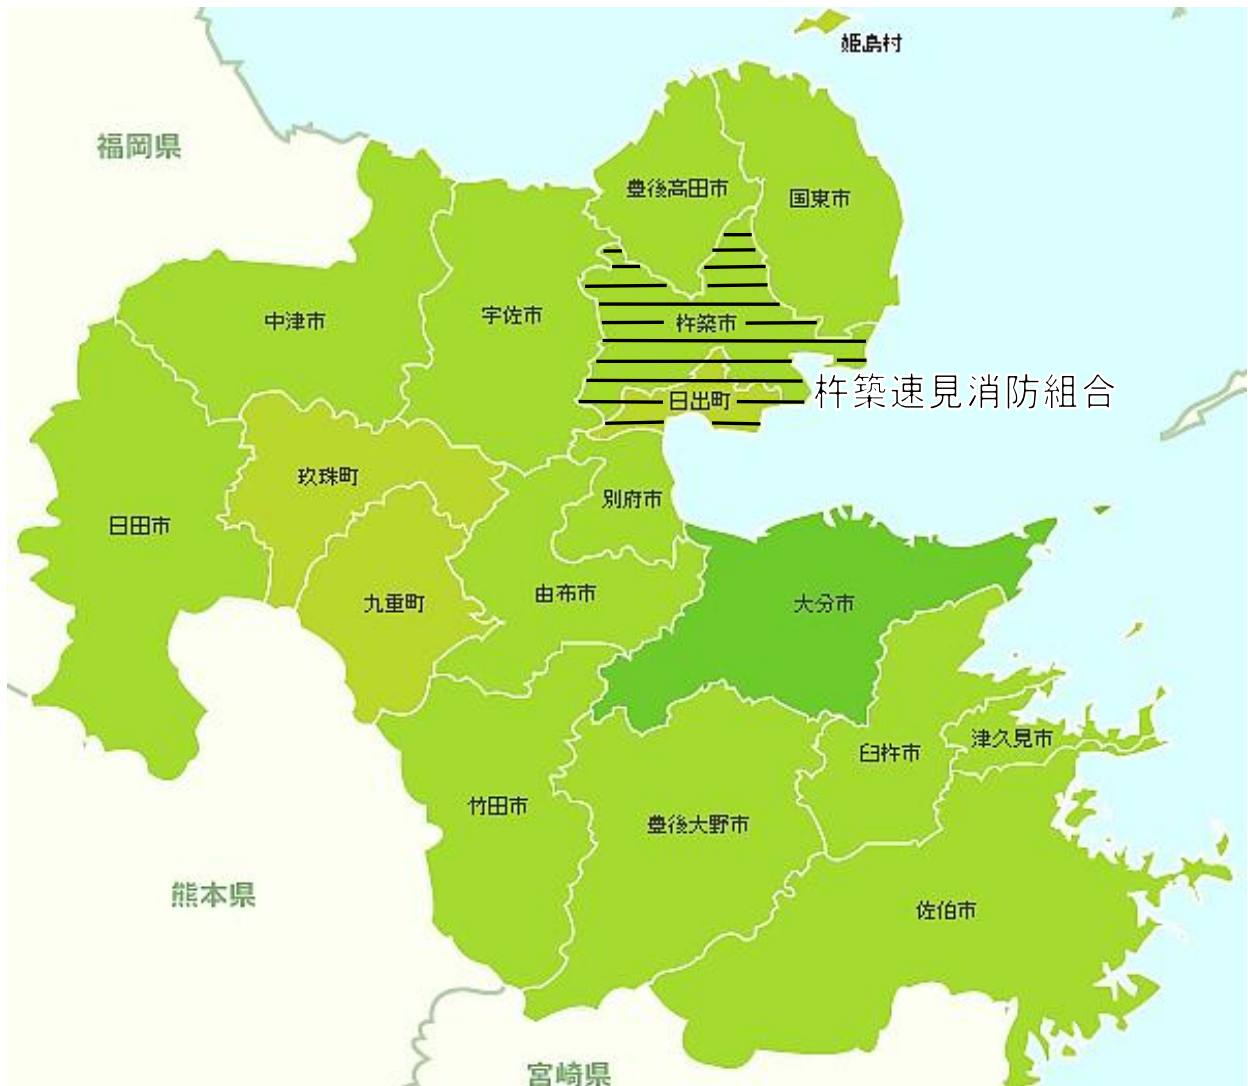 姫島村
福岡県
豊後高田市
国東市
中津市
宇佐市
杵築市
杵築速見消防組合
日出町
玖珠町
別府市
日田市
九重町
由布市
大分市
津久見市
臼杵市
竹田市
豊後大野市
熊本県
佐伯市
宮崎県